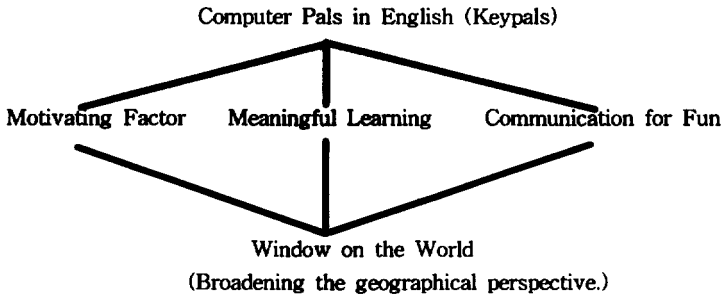 Computer Pals in English (Keypals)
Motivating Factor Meaningful Learning Communication for Fun
Window on the World
(Broadening the geographical perspective.)